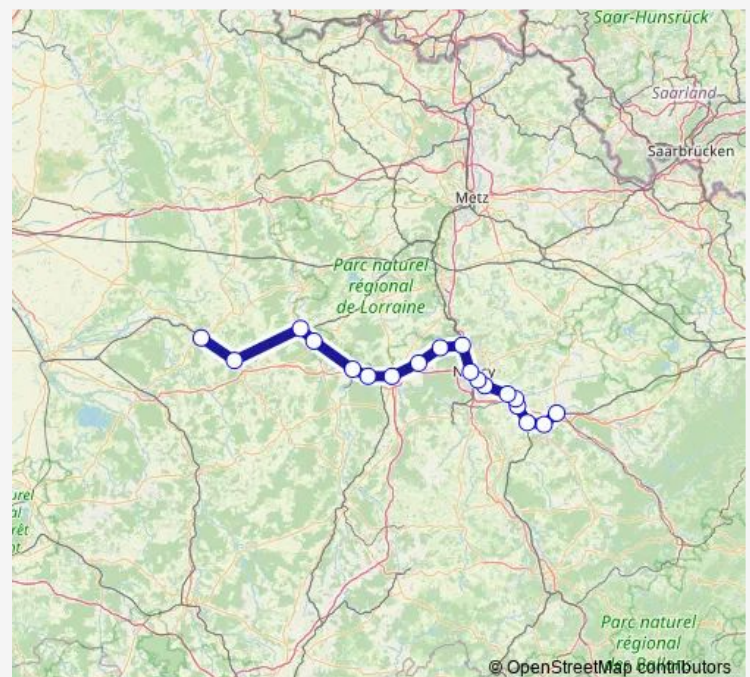 Saar-Hunsrück
Saarland
Saarbrücken
Metz
Parc naturel
régional
de Lorraine
Parc naturel
régional
© OpenStreetMap contributors